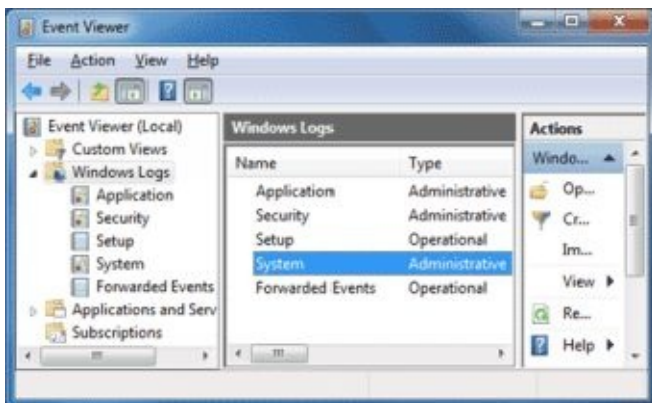 Event Viewer
File Action View Help
Event Viewer (Local)
Custom Views
Windows Logs
Application
Security
Setup
System
Forwarded Events
Applications and Serv
Subscriptions
Windows Logs
Name Type
Application Administrative
Security Administrative
Setup Operational
System Administrative
Forwarded Events Operational
Actions
Windo...
Op...
Cr...
Im...
View
Re...
Help